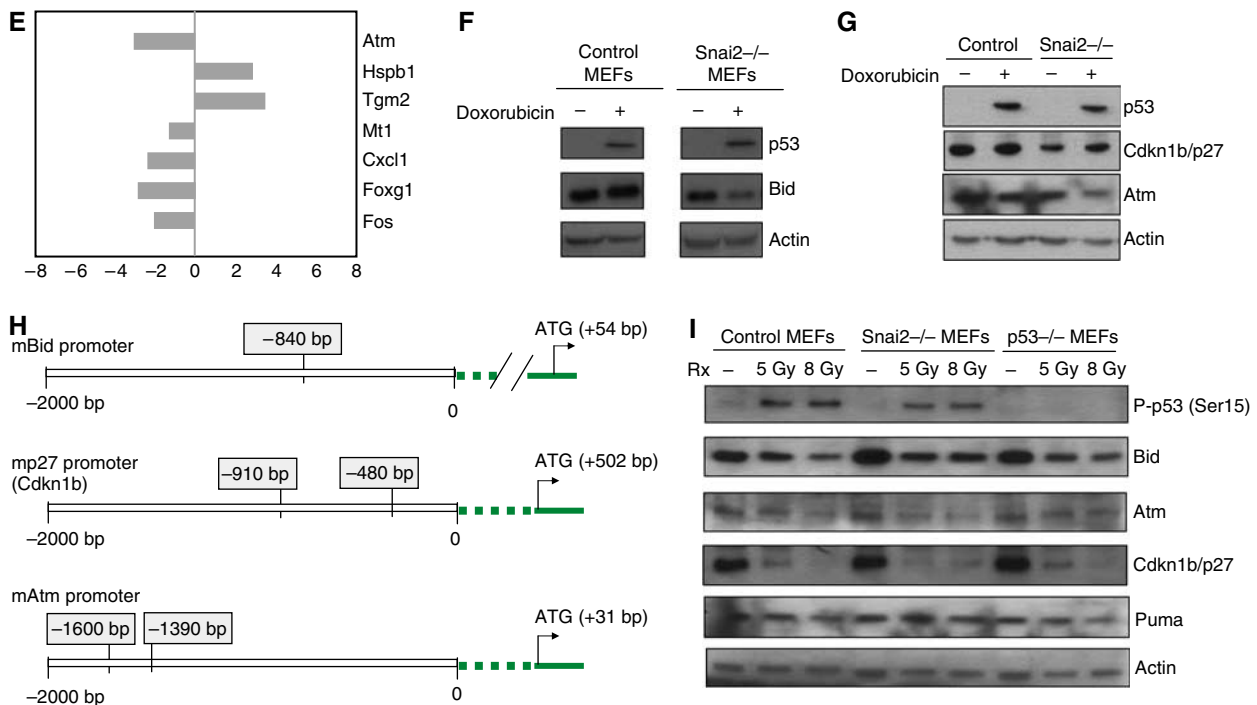 E
Atm
Hspb1
Tgm2
Mt1
Cxcl1
Foxg1
Fos
−8 −6 −4 −2 0 2 4 6 8
F
Control MEFs
Snai2−/− MEFs
Doxorubicin − + − +
p53
Bid
Actin
G
Control Snai2−/−
Doxorubicin − + − +
p53
Cdkn1b/p27
Atm
Actin
H
mBid promoter
−840 bp
ATG (+54 bp)
−2000 bp
0
mp27 promoter
(Cdkn1b)
−910 bp
−480 bp
ATG (+502 bp)
−2000 bp
0
mAtm promoter
−1600 bp
−1390 bp
ATG (+31 bp)
−2000 bp
0
I
Control MEFs Snai2−/− MEFs p53−/− MEFs
Rx − 5 Gy 8 Gy − 5 Gy 8 Gy − 5 Gy 8 Gy
P-p53 (Ser15)
Bid
Atm
Cdkn1b/p27
Puma
Actin